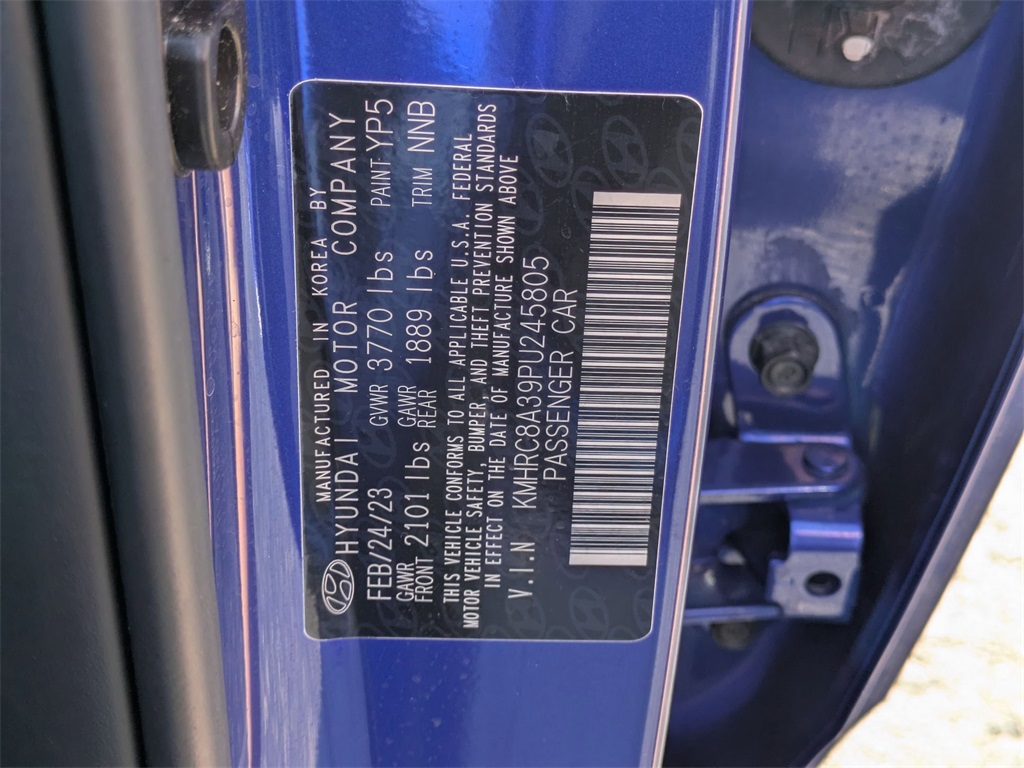 MANUFACTURED IN KOREA BY
HYUNDAI MOTOR COMPANY
FEB/24/23 GVWR 3770 lbs PAINT YP5
GAWR FRONT 2101 lbs GAWR REAR 1889 lbs TRIM NNB
THIS VEHICLE CONFORMS TO ALL APPLICABLE U.S.A. FEDERAL
MOTOR VEHICLE SAFETY, BUMPER, AND THEFT PREVENTION STANDARDS
IN EFFECT ON THE DATE OF MANUFACTURE SHOWN ABOVE
V.I.N KMHRC8A39PU245805
PASSENGER CAR